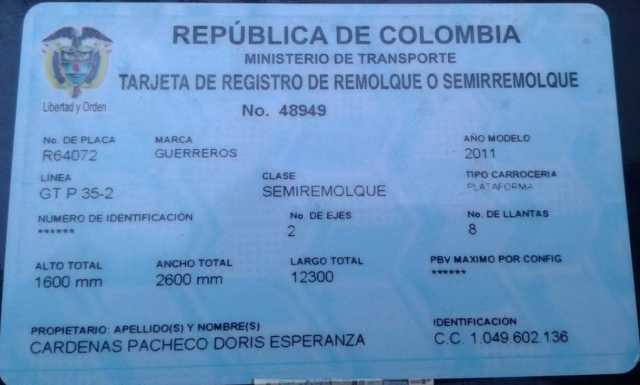 REPÚBLICA DE COLOMBIA
MINISTERIO DE TRANSPORTE
TARJETA DE REGISTRO DE REMOLQUE O SEMIRREMOLQUE
Libertad y Orden
No. 48949
No. DE PLACA MARCA AÑO MODELO
R64072 GUERREROS 2011
LÍNEA CLASE TIPO CARROCERIA
GT P 35-2 SEMIREMOLQUE PLATAFORMA
NUMERO DE IDENTIFICACIÓN No. DE EJES No. DE LLANTAS
****** 2 8
ALTO TOTAL ANCHO TOTAL LARGO TOTAL PBV MAXIMO POR CONFIG
1600 mm 2600 mm 12300 ******
PROPIETARIO: APELLIDO(S) Y NOMBRE(S) IDENTIFICACIÓN
CARDENAS PACHECO DORIS ESPERANZA C.C. 1.049.602.136